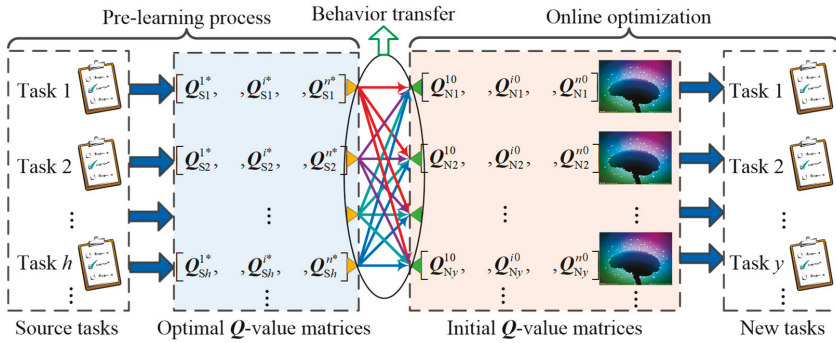 Pre-learning process
Behavior transfer
Online optimization
Task 1
[Q_S1^1*, ,Q_S1^i*, ,Q_S1^n*]
[Q_N1^10, ,Q_N1^i0, ,Q_N1^n0]
Task 1
Task 2
[Q_S2^1*, ,Q_S2^i*, ,Q_S2^n*]
[Q_N2^10, ,Q_N2^i0, ,Q_N2^n0]
Task 2
Task h
[Q_Sh^1*, ,Q_Sh^i*, ,Q_Sh^n*]
[Q_Ny^10, ,Q_Ny^i0, ,Q_Ny^n0]
Task y
Source tasks
Optimal Q-value matrices
Initial Q-value matrices
New tasks